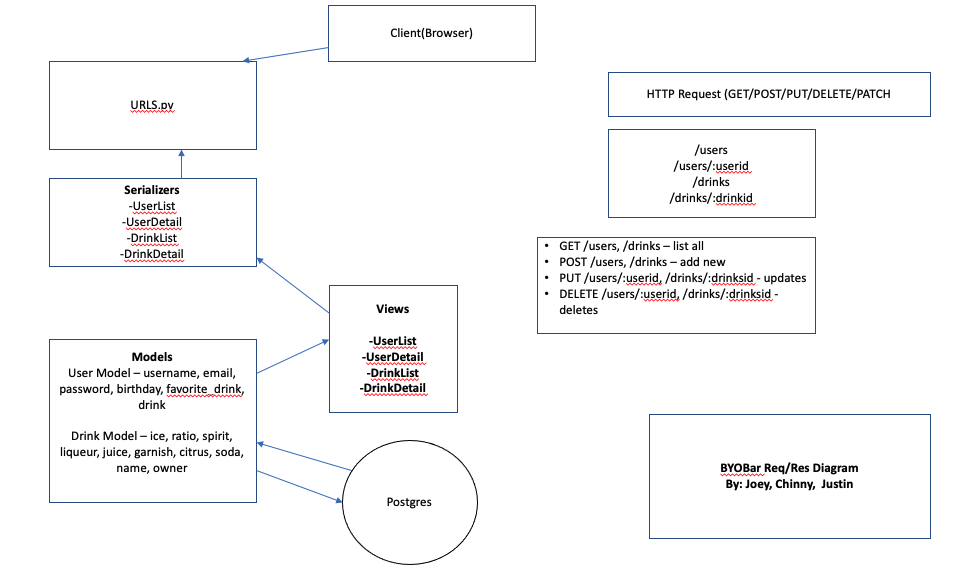 Client(Browser)
URLS.py
HTTP Request (GET/POST/PUT/DELETE/PATCH
/users
/users/:userid
/drinks
/drinks/:drinkid
Serializers
-UserList
-UserDetail
-DrinkList
-DrinkDetail
• GET /users, /drinks – list all
• POST /users, /drinks – add new
• PUT /users/:userid, /drinks/:drinksid - updates
• DELETE /users/:userid, /drinks/:drinksid -
deletes
Views
-UserList
-UserDetail
-DrinkList
-DrinkDetail
Models
User Model – username, email,
password, birthday, favorite_drink,
drink
Drink Model – ice, ratio, spirit,
liqueur, juice, garnish, citrus, soda,
name, owner
Postgres
BYOBar Req/Res Diagram
By: Joey, Chinny, Justin